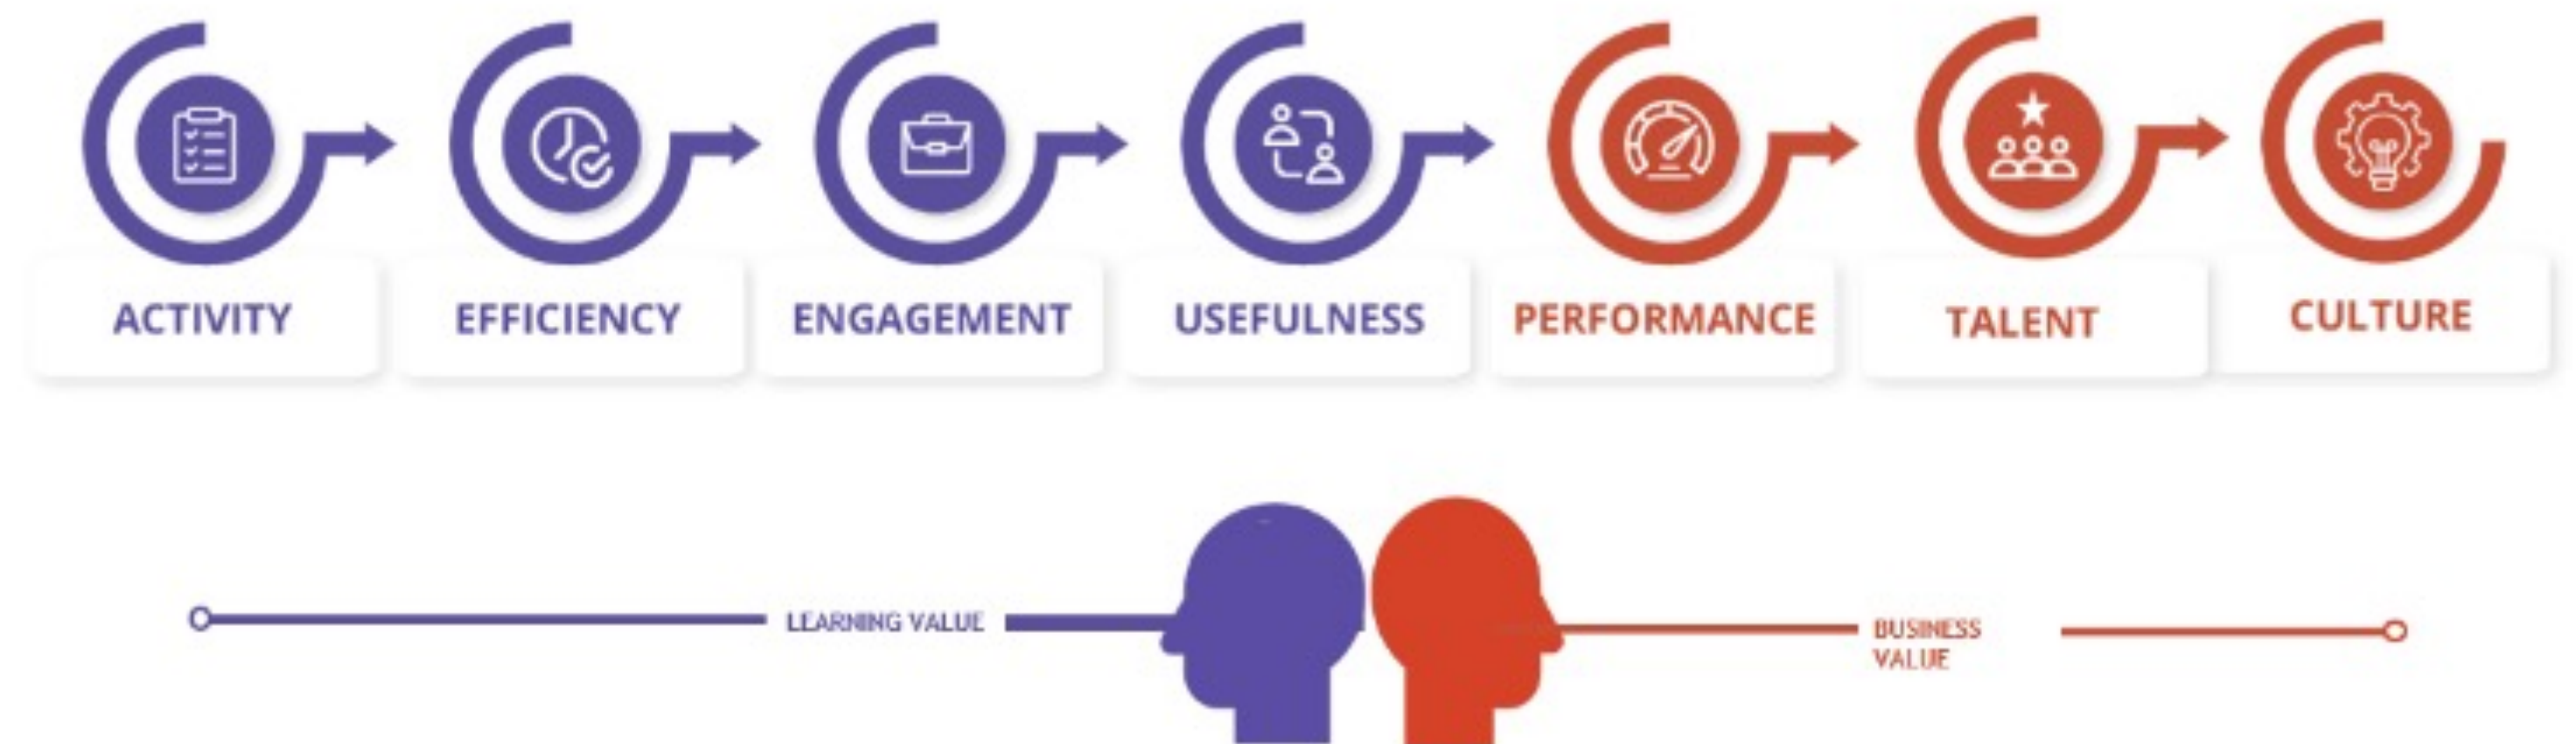 ACTIVITY
EFFICIENCY
ENGAGEMENT
USEFULNESS
PERFORMANCE
TALENT
CULTURE
LEARNING VALUE
BUSINESS
VALUE